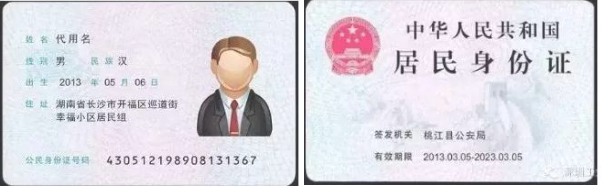 姓名 代用名
性别 男 民族 汉
出生 2013 年 05 月 06 日
住址 湖南省长沙市开福区巡道街
幸福小区居民组
公民身份号码 430512198908131367
中华人民共和国
居民身份证
签发机关 桃江县公安局
有效期限 2013.03.05-2023.03.05